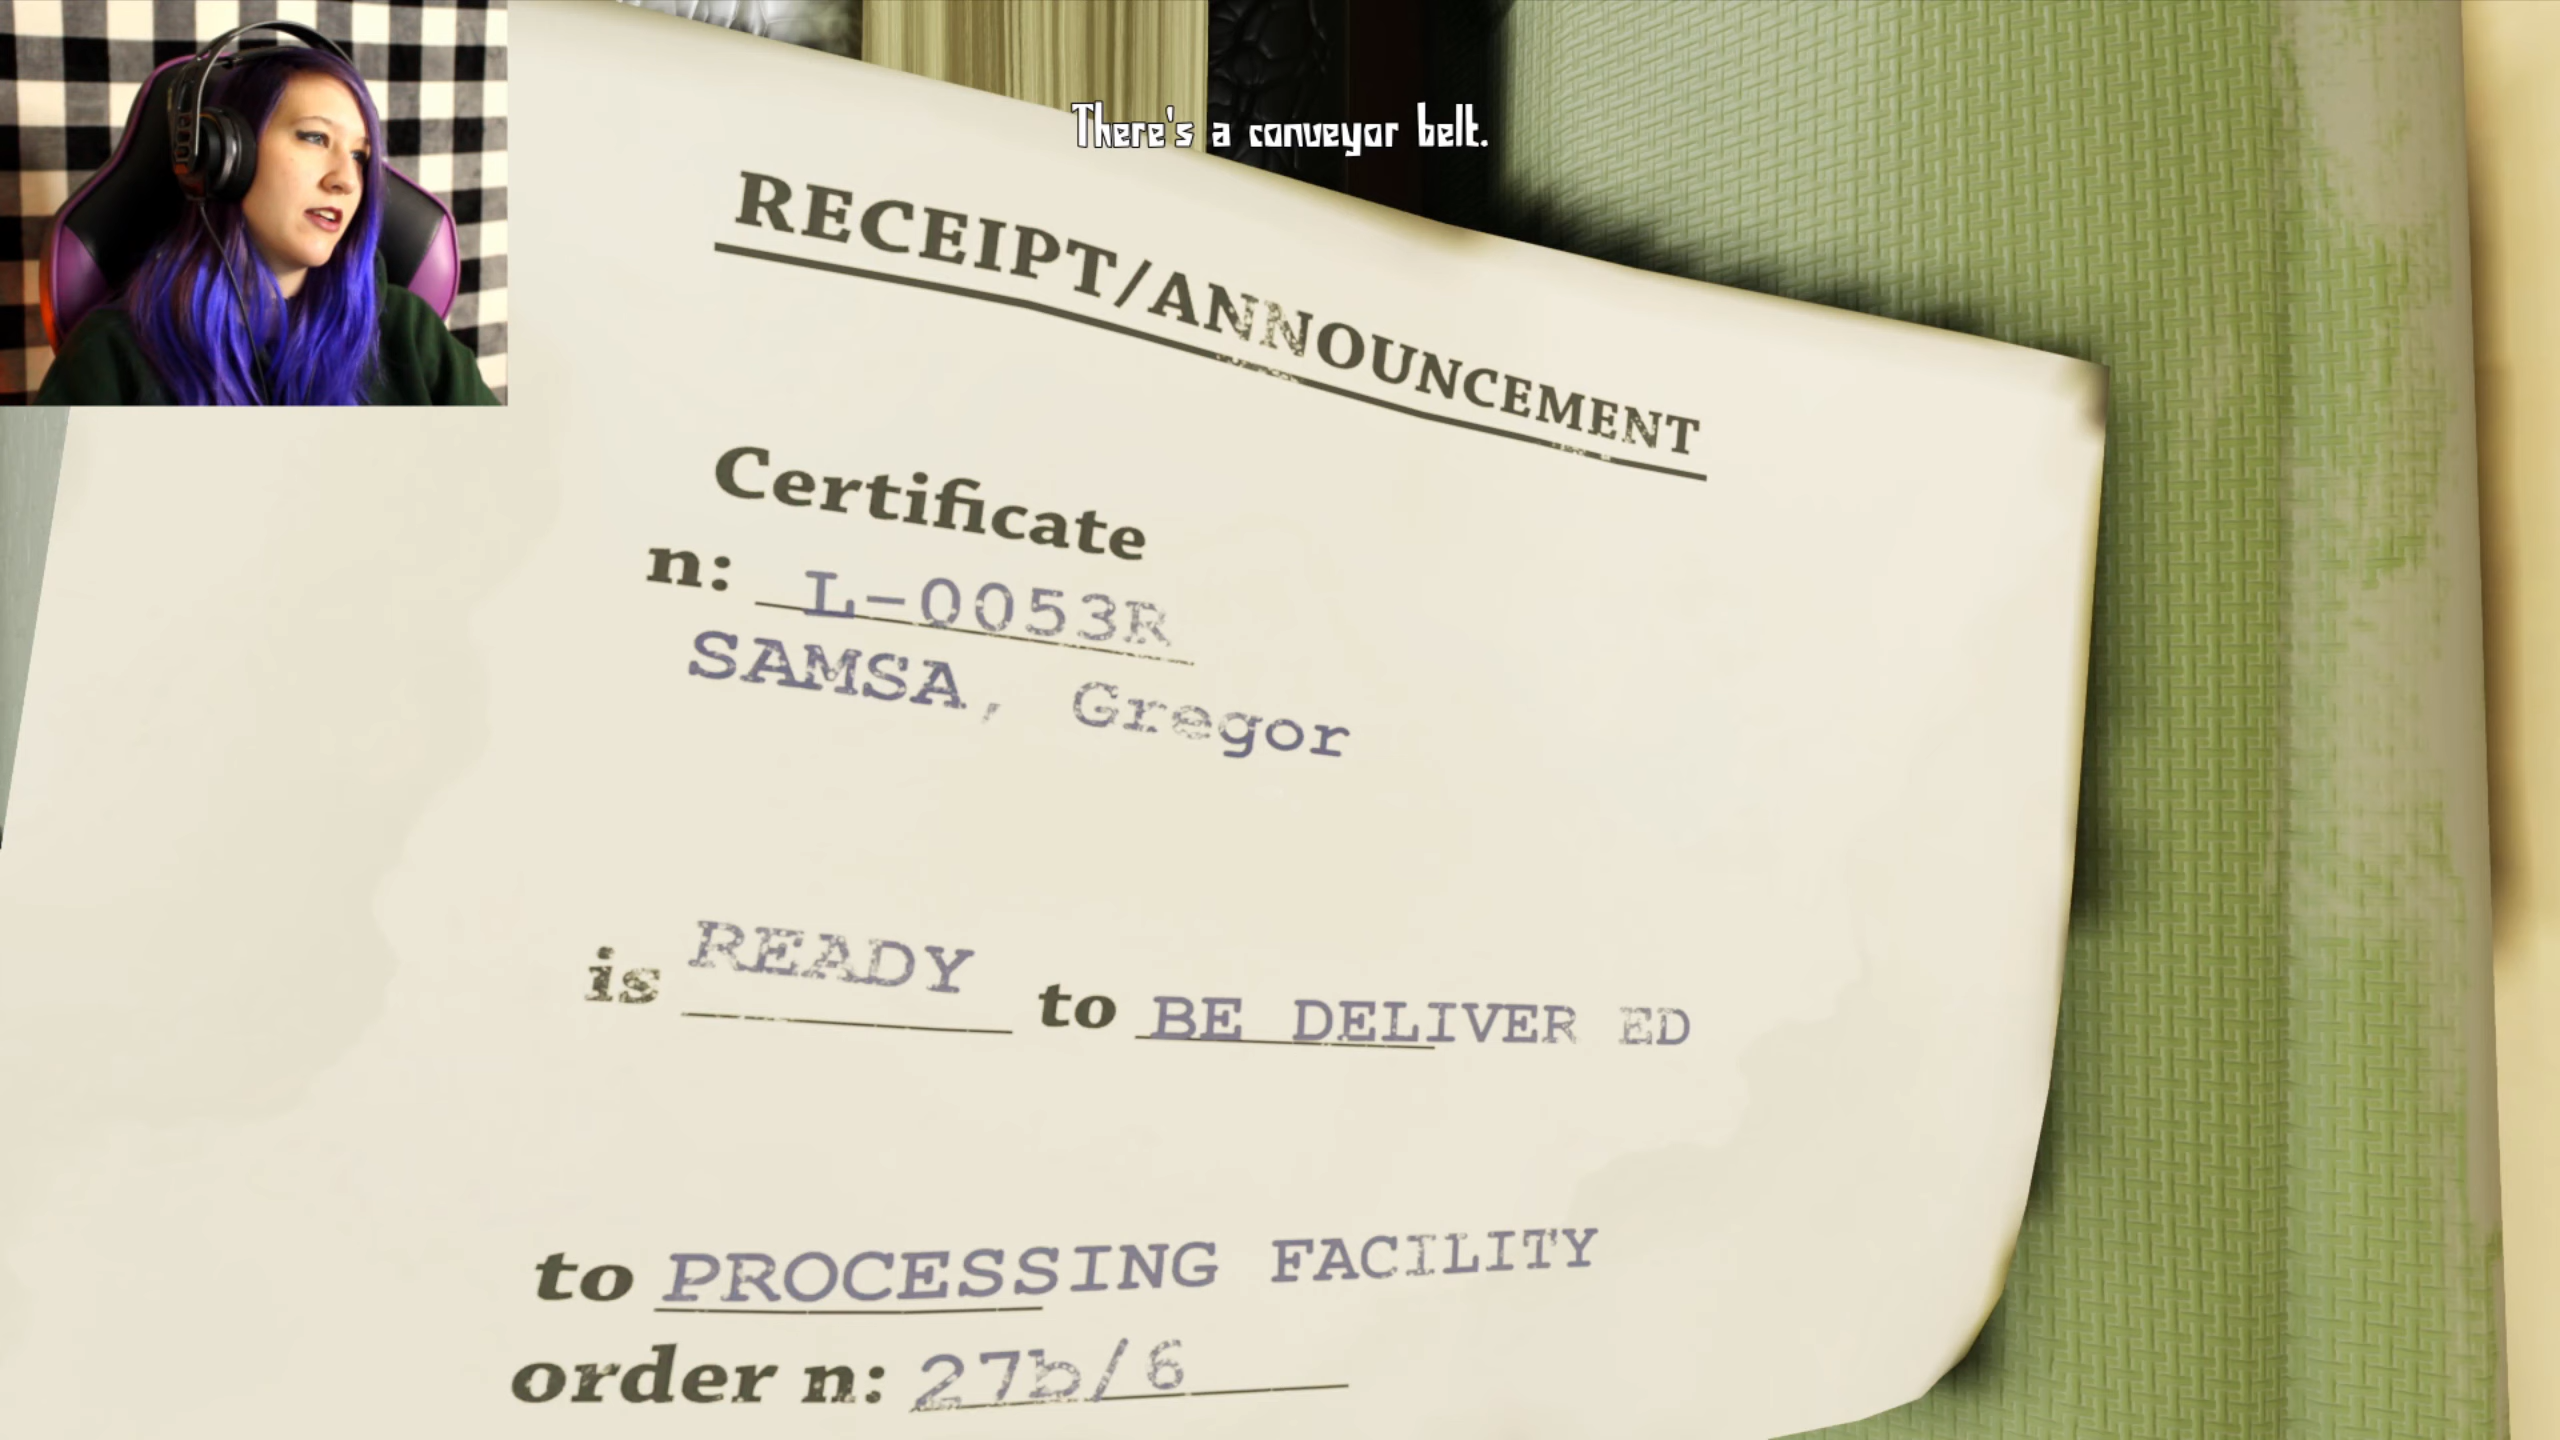 There's a conveyor belt.
RECEIPT/ANNOUNCEMENT
Certificate
n: L-0053R
SAMSA, Gregor
is READY to BE DELIVER ED
to PROCESSING FACILITY
order n: 27b/6